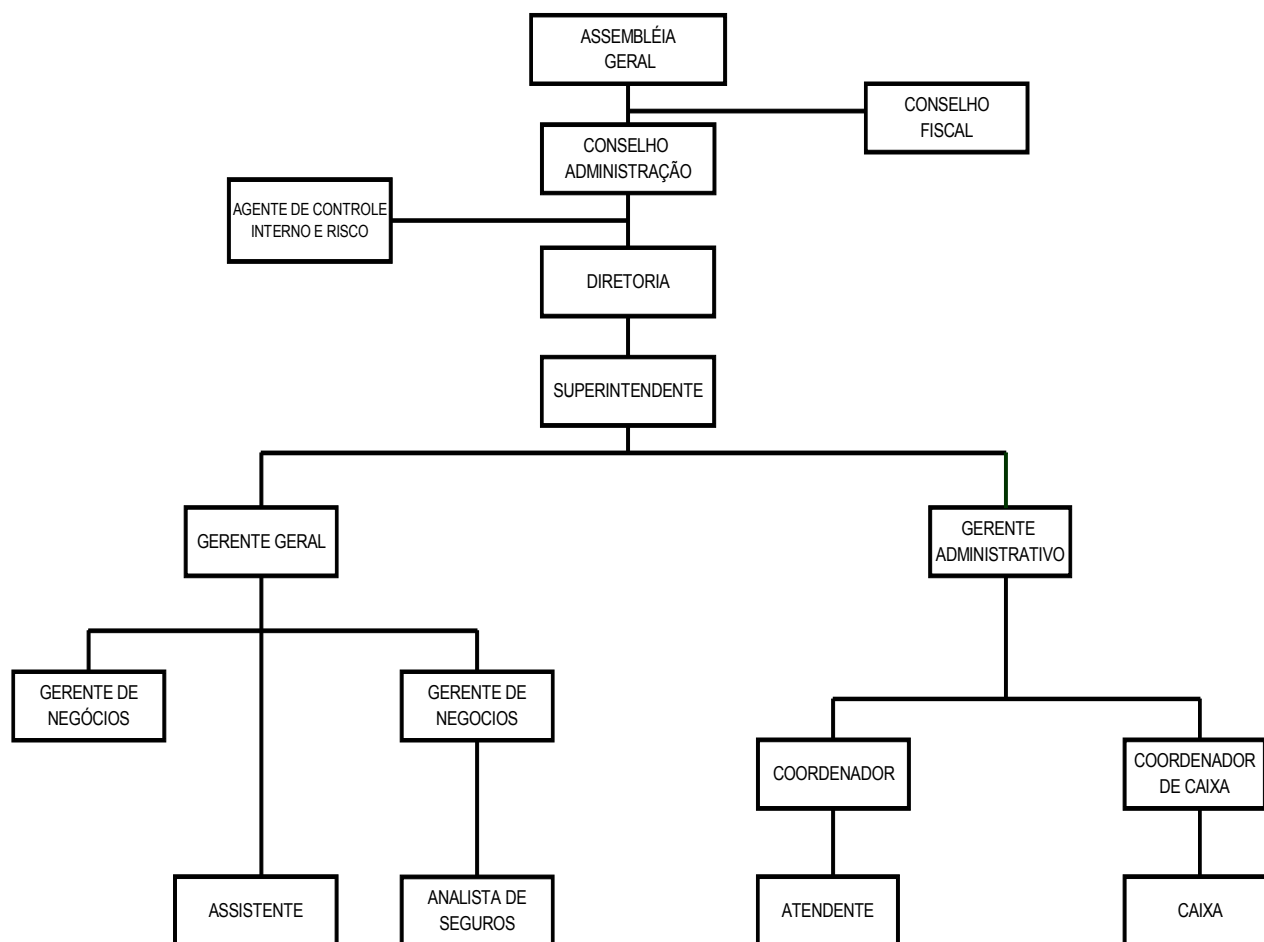 ASSEMBLÉIA
GERAL
CONSELHO
FISCAL
CONSELHO
ADMINISTRAÇÃO
AGENTE DE CONTROLE
INTERNO E RISCO
DIRETORIA
SUPERINTENDENTE
GERENTE GERAL
GERENTE
ADMINISTRATIVO
GERENTE DE
NEGÓCIOS
GERENTE DE
NEGOCIOS
COORDENADOR
COORDENADOR
DE CAIXA
ASSISTENTE
ANALISTA DE
SEGUROS
ATENDENTE
CAIXA